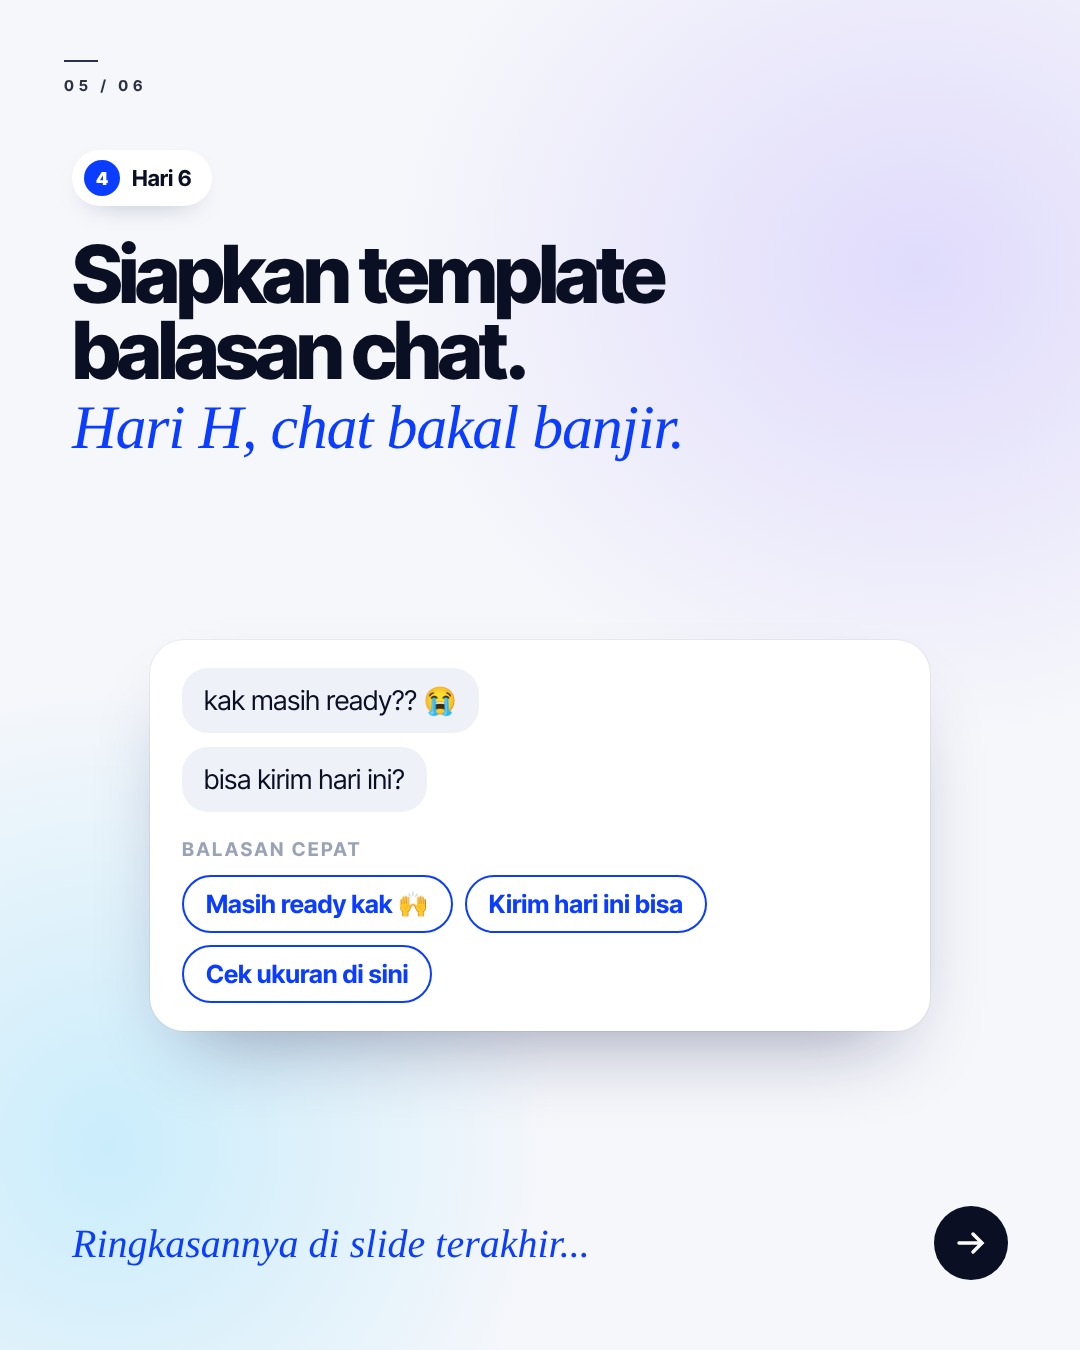 05 / 06
4 Hari 6
Siapkan template
balasan chat.
Hari H, chat bakal banjir.
kak masih ready?? 😭
bisa kirim hari ini?
BALASAN CEPAT
Masih ready kak 🙌 Kirim hari ini bisa
Cek ukuran di sini
Ringkasannya di slide terakhir...